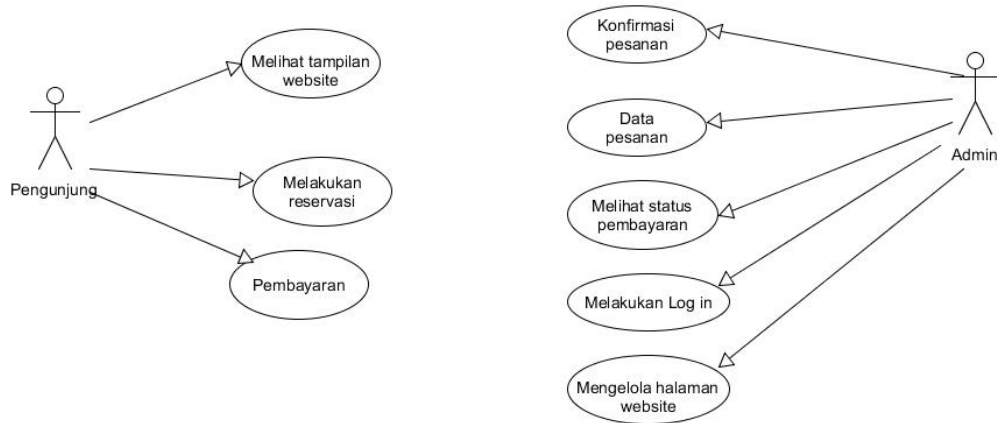 Melihat tampilan
website
Pengunjung
Melakukan
reservasi
Pembayaran
Konfirmasi
pesanan
Data
pesanan
Admin
Melihat status
pembayaran
Melakukan Log in
Mengelola halaman
website